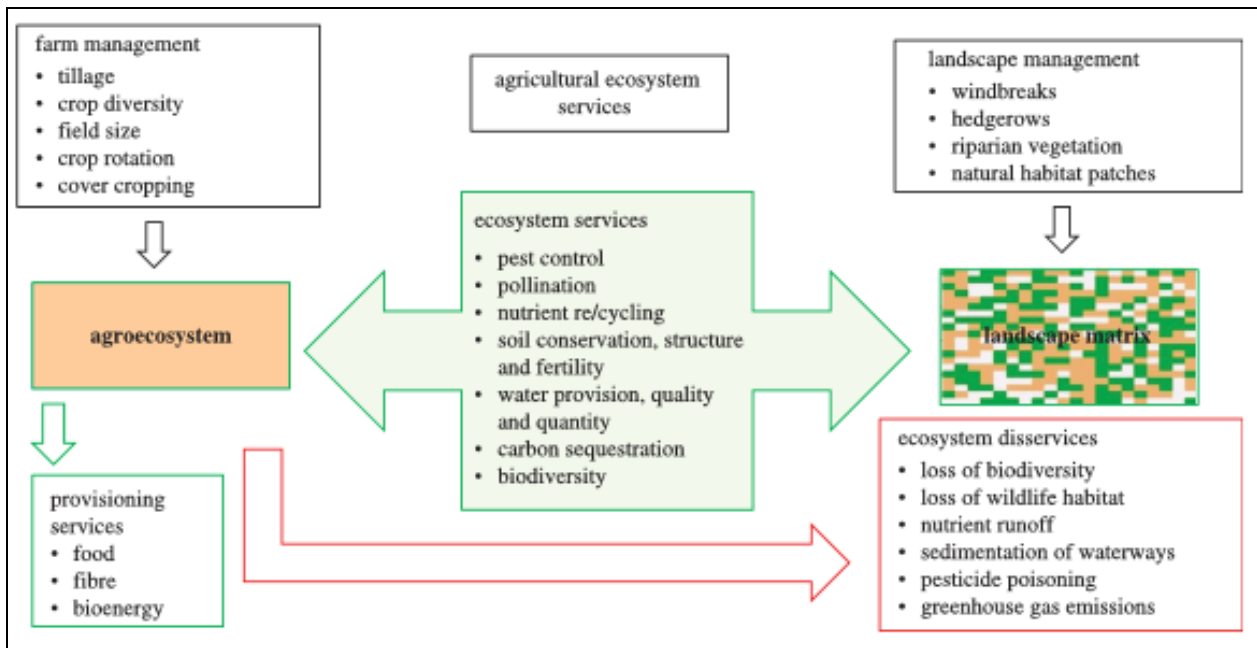 farm management
• tillage
• crop diversity
• field size
• crop rotation
• cover cropping
agricultural ecosystem
services
landscape management
• windbreaks
• hedgerows
• riparian vegetation
• natural habitat patches
agroecosystem
ecosystem services
• pest control
• pollination
• nutrient re/cycling
• soil conservation, structure
and fertility
• water provision, quality
and quantity
• carbon sequestration
• biodiversity
landscape matrix
provisioning
services
• food
• fibre
• bioenergy
ecosystem disservices
• loss of biodiversity
• loss of wildlife habitat
• nutrient runoff
• sedimentation of waterways
• pesticide poisoning
• greenhouse gas emissions